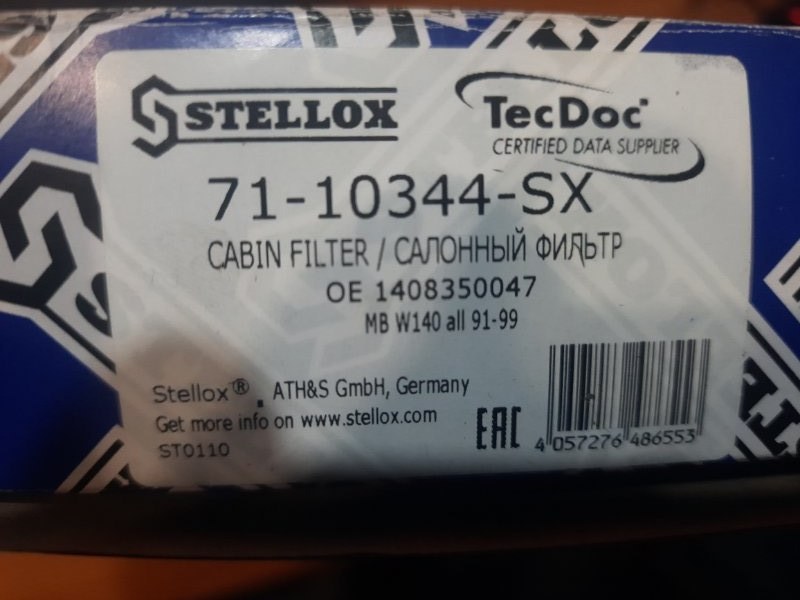 STELLOX
TecDoc®
CERTIFIED DATA SUPPLIER
71-10344-SX
CABIN FILTER / САЛОННЫЙ ФИЛЬТР
OE 1408350047
MB W140 all 91-99
Stellox®. ATH&S GmbH, Germany
Get more info on www.stellox.com
ST0110
EAC
4 057276 486553